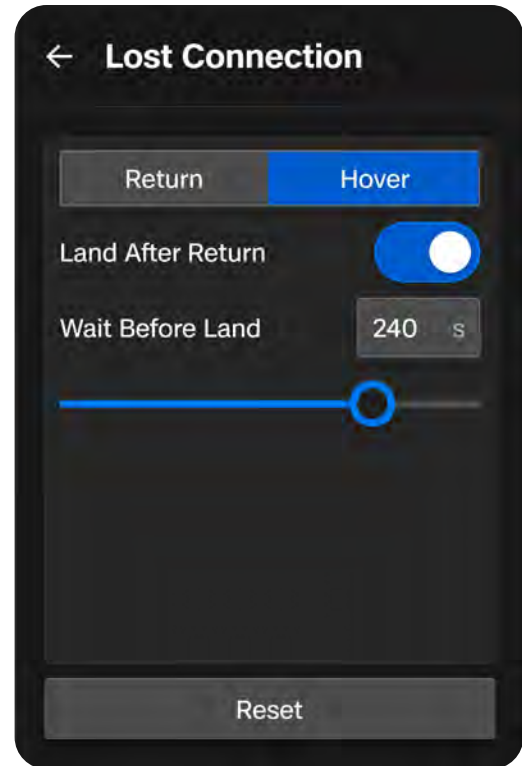 Lost Connection
Return Hover
Land After Return
Wait Before Land 240 s
Reset